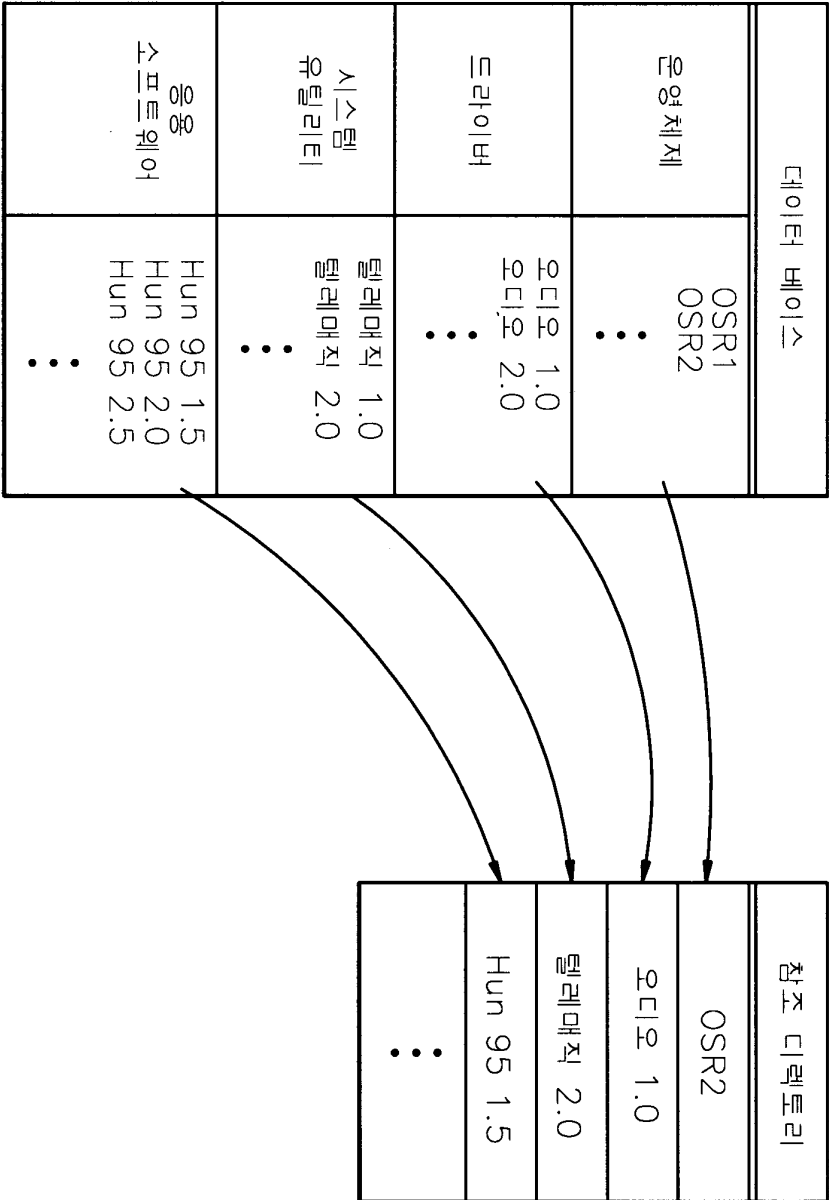 데이터 베이스
운영체제
OSR1
OSR2
•••
드라이버
오디오 1.0
오디오 2.0
•••
시스템
유틸리티
텔레매직 1.0
텔레매직 2.0
•••
응용
소프트웨어
Hun 95 1.5
Hun 95 2.0
Hun 95 2.5
•••
참조 디렉토리
OSR2
오디오 1.0
텔레매직 2.0
Hun 95 1.5
•••